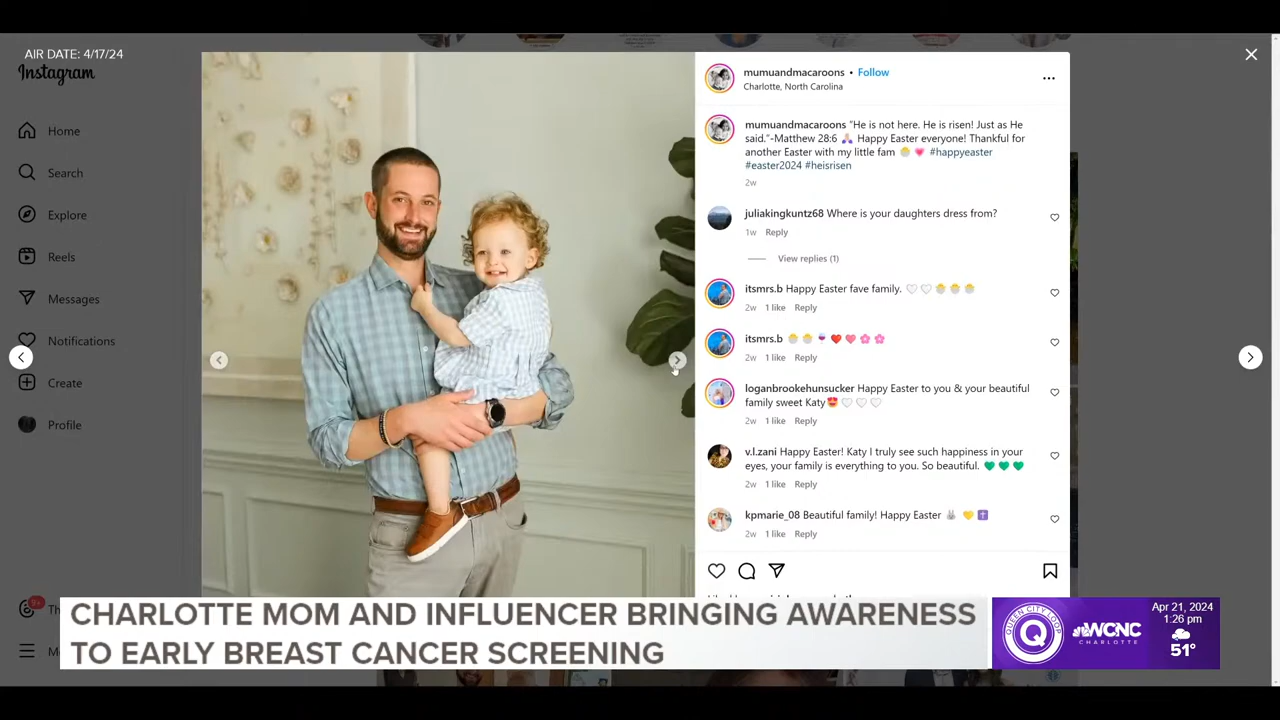 AIR DATE: 4/17/24
Instagram
Home
Search
Explore
Reels
Messages
Notifications
Create
Profile
9+
mumuandmacaroons • Follow
Charlotte, North Carolina
mumuandmacaroons "He is not here. He is risen! Just as He
said."-Matthew 28:6 🙏🏻 Happy Easter everyone! Thankful for
another Easter with my little fam 🐣 💗 #happyeaster
#easter2024 #heisrisen
2w
juliakingkuntz68 Where is your daughters dress from?
1w Reply
View replies (1)
itsmrs.b Happy Easter fave family. 🤍 🤍 🐣 🐣 🐣
2w 1 like Reply
itsmrs.b 🐣 🐣 🍷 ❤️ 💗 🌸 🌸
2w 1 like Reply
loganbrookehunsucker Happy Easter to you & your beautiful
family sweet Katy😍 🤍 🤍 🤍
2w 1 like Reply
v.l.zani Happy Easter! Katy I truly see such happiness in your
eyes, your family is everything to you. So beautiful. 💚 💚 💚
2w 1 like Reply
kpmarie_08 Beautiful family! Happy Easter 🐰 💛 ✝️
2w 1 like Reply
CHARLOTTE MOM AND INFLUENCER BRINGING AWARENESS
TO EARLY BREAST CANCER SCREENING
QUEEN CITY LOOP
Q
WCNC
CHARLOTTE
Apr 21, 2024
1:26 pm
51°